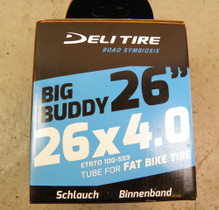 DELI TIRE
ROAD SYMBIOSIS
BIG BUDDY 26"
26x4.0
ETRTO 100-559
TUBE FOR FAT BIKE TIRE
Schlauch Binnenband